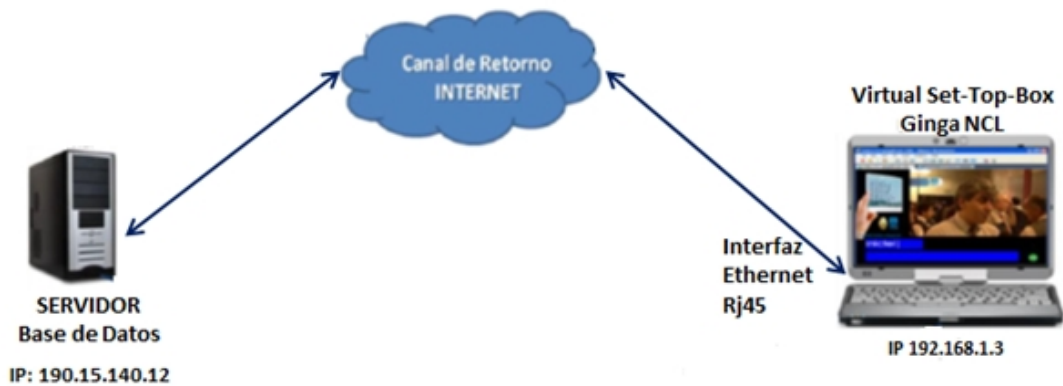 Canal de Retorno
INTERNET
Virtual Set-Top-Box
Ginga NCL
Interfaz
Ethernet
Rj45
SERVIDOR
Base de Datos
IP: 190.15.140.12
IP 192.168.1.3